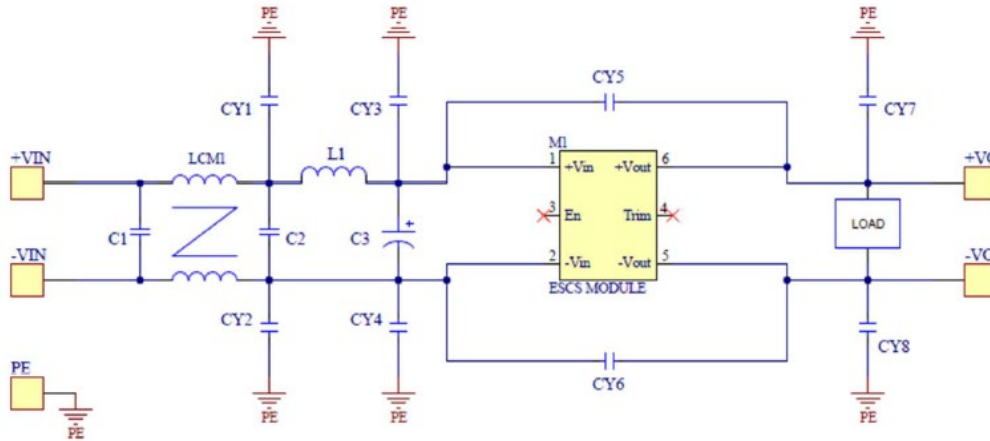 PE
PE
PE
CY5
CY1
CY3
CY7
M1
+VIN
LCM1
L1
1
+Vin
+Vout
6
+VO
3
En
Trim
4
C1
C2
C3
+
LOAD
-VIN
2
-Vin
-Vout
5
-VO
ESCS MODULE
CY2
CY4
CY8
PE
CY6
PE
PE
PE
PE